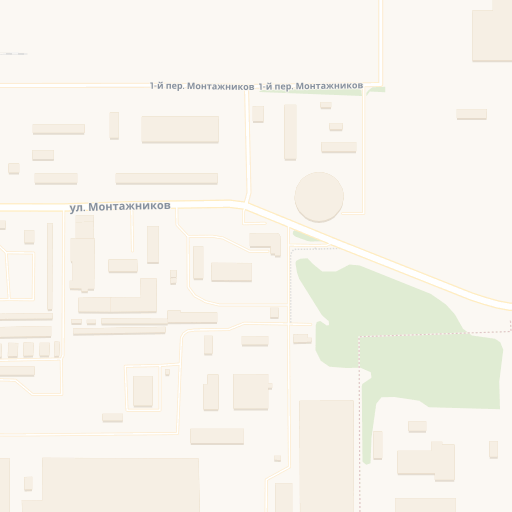 1-й пер. Монтажников 1-й пер. Монтажников
ул. Монтажников